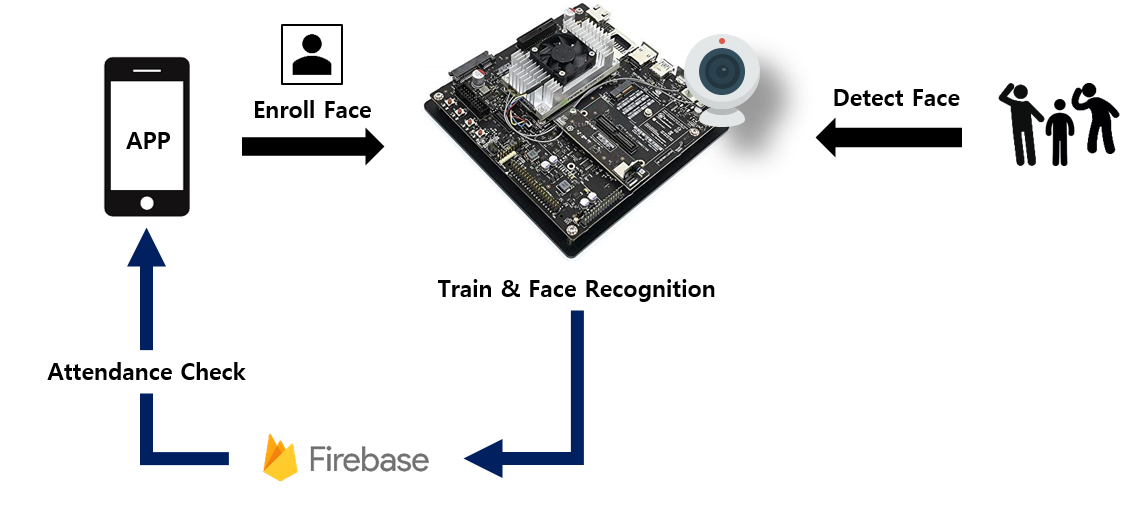 Enroll Face
Detect Face
APP
Train & Face Recognition
Attendance Check
Firebase